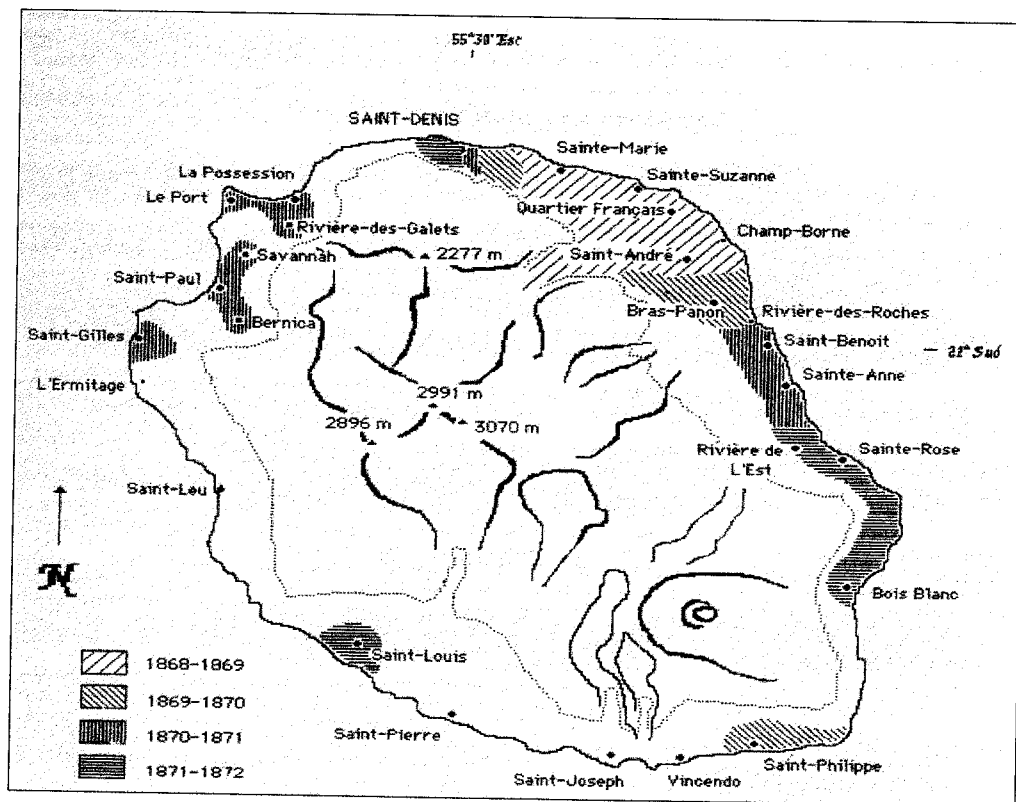 55° 30' Est
SAINT-DENIS
Sainte-Marie
La Possession
Sainte-Suzanne
Le Port
Quartier Français
Rivière-des-Galets
Champ-Borne
Savannah
2277 m
Saint-André
Saint-Paul
Bras-Panon
Rivière-des-Roches
Bernica
Saint-Gilles
Saint-Benoit
21° Sud
L'Ermitage
Sainte-Anne
2991 m
2896 m
3070 m
Rivière de
L'Est
Sainte-Rose
Saint-Leu
N
Bois Blanc
Saint-Louis
1868-1869
1869-1870
1870-1871
1871-1872
Saint-Pierre
Saint-Joseph
Vincendo
Saint-Philippe